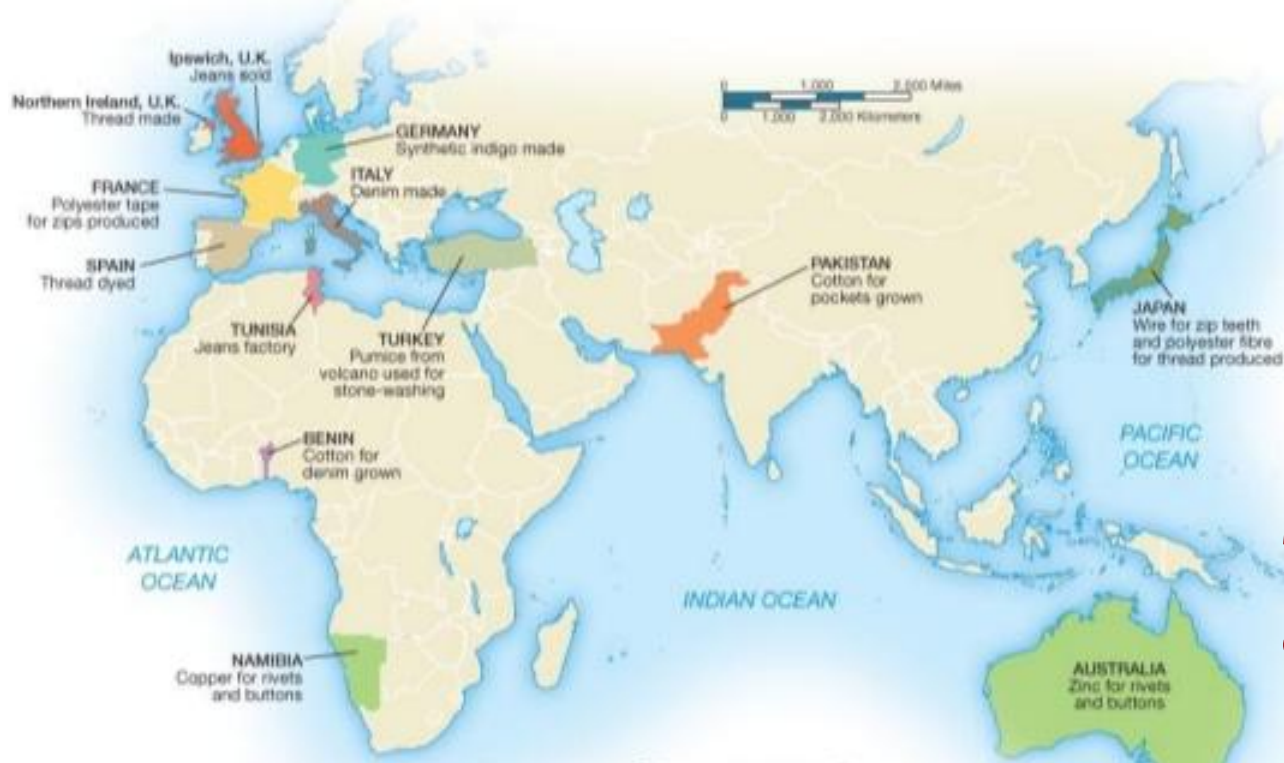 Ipswich, U.K.
Jeans sold
Northern Ireland, U.K.
Thread made
0 1,000 2,000 Miles
0 1,000 2,000 Kilometers
GERMANY
Synthetic indigo made
ITALY
Denim made
FRANCE
Polyester tape
for zips produced
SPAIN
Thread dyed
PAKISTAN
Cotton for
pockets grown
JAPAN
Wire for zip teeth
and polyester fibre
for thread produced
TUNISIA
Jeans factory
TURKEY
Pumice from
volcano used for
stone-washing
BENIN
Cotton for
denim grown
PACIFIC
OCEAN
ATLANTIC
OCEAN
INDIAN OCEAN
NAMIBIA
Copper for rivets
and buttons
AUSTRALIA
Zinc for rivets
and buttons